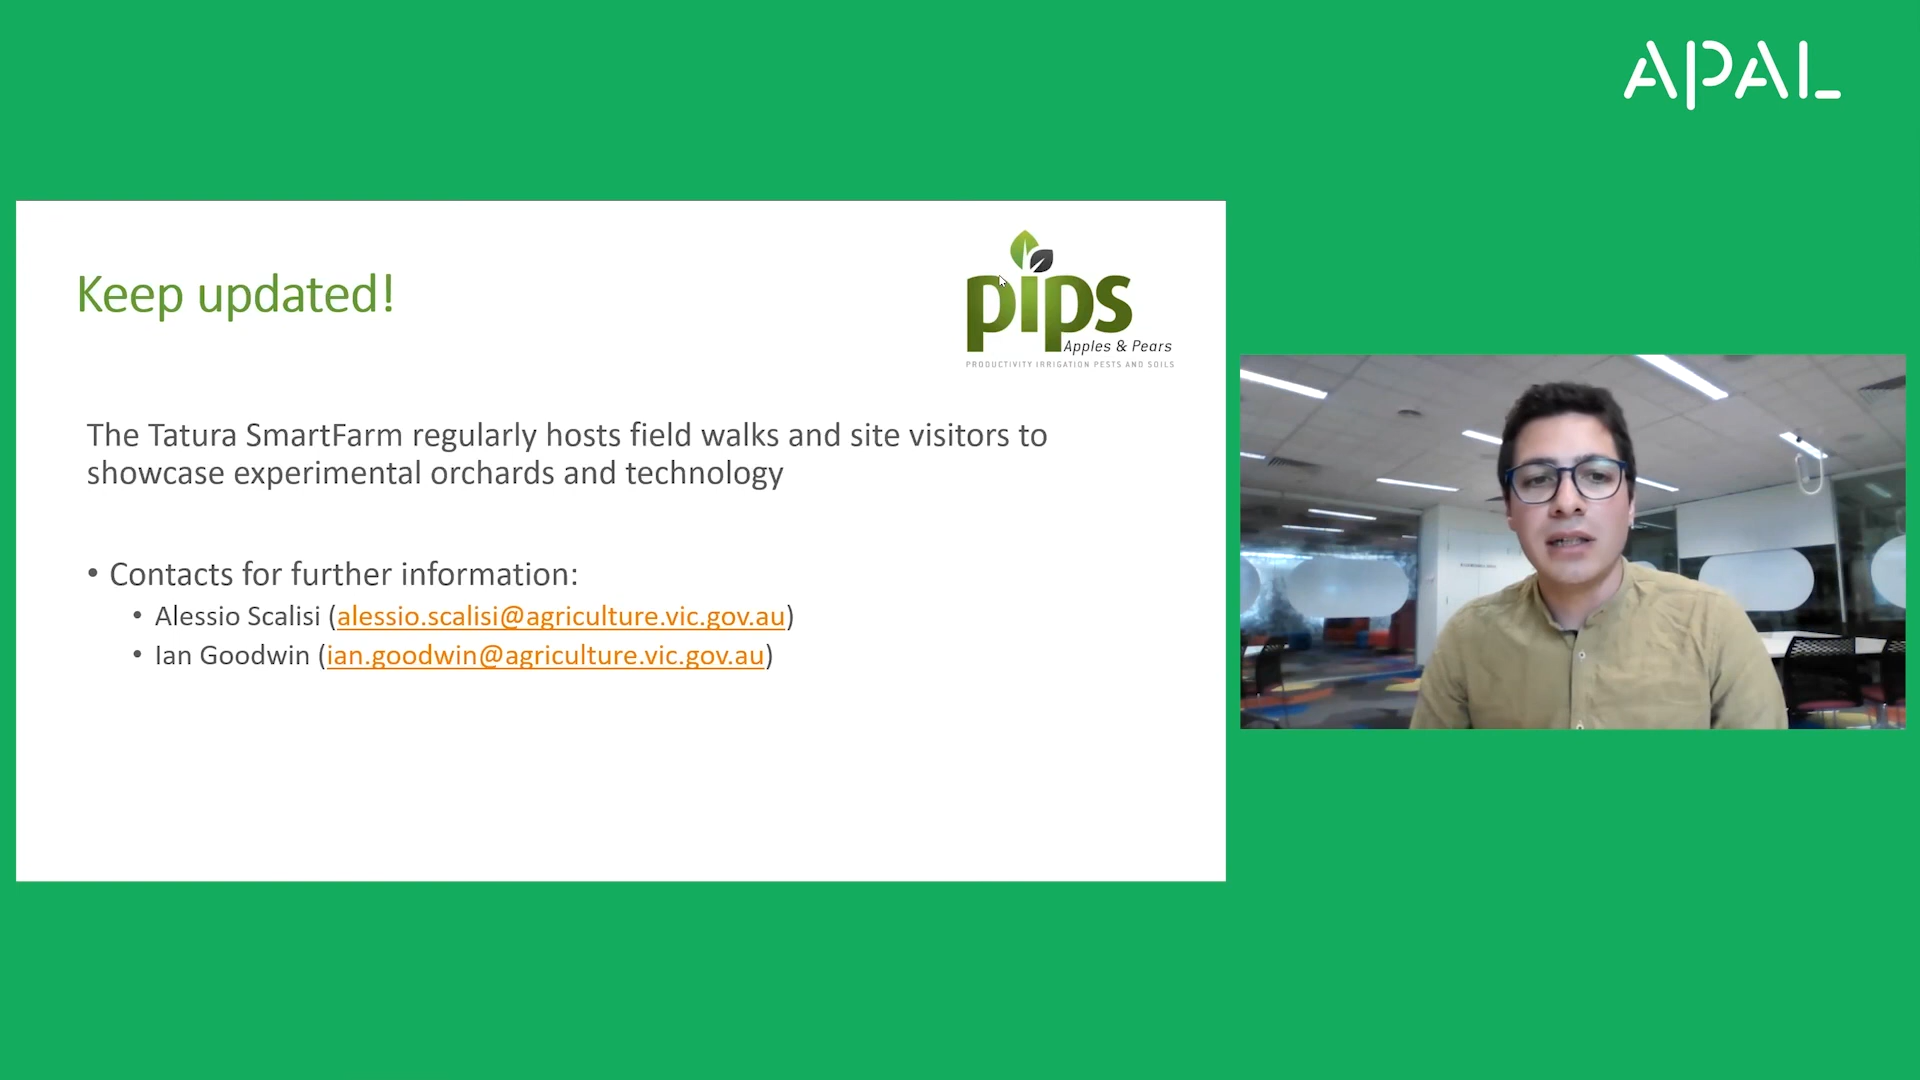 APAL
Keep updated!
pips
Apples & Pears
PRODUCTIVITY IRRIGATION PESTS AND SOILS
The Tatura SmartFarm regularly hosts field walks and site visitors to
showcase experimental orchards and technology
• Contacts for further information:
• Alessio Scalisi (alessio.scalisi@agriculture.vic.gov.au)
• Ian Goodwin (ian.goodwin@agriculture.vic.gov.au)